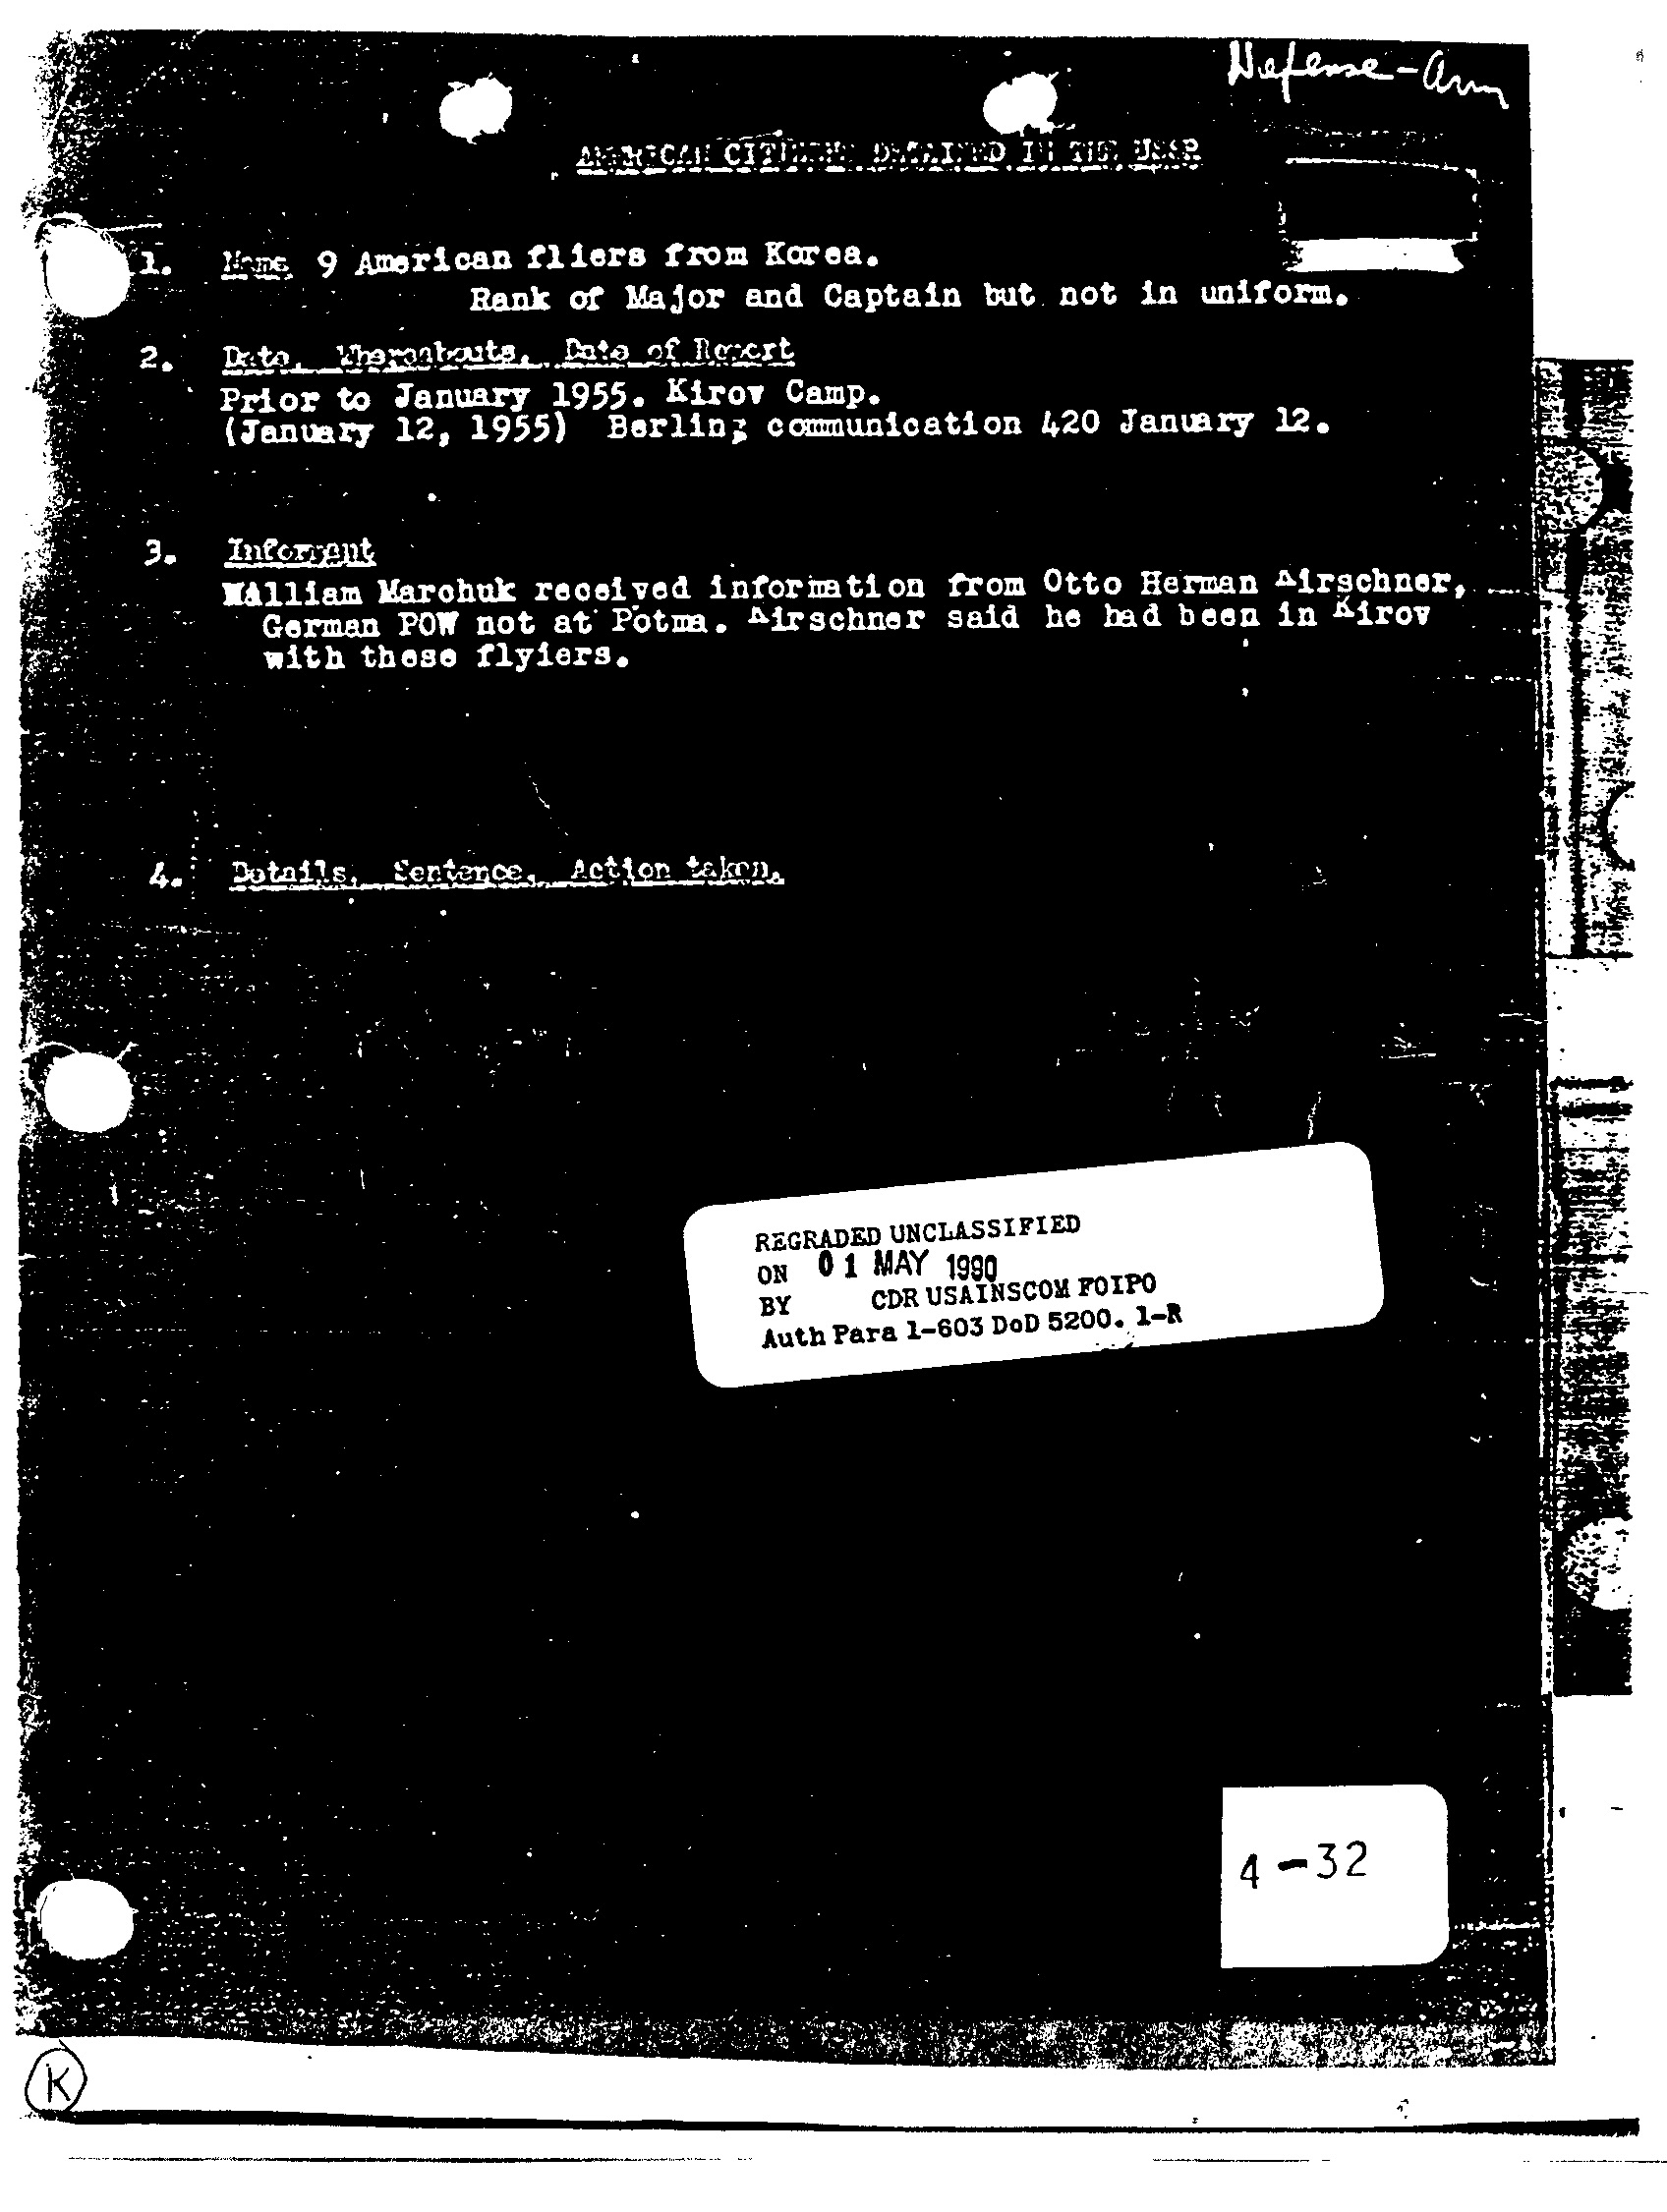 Defense - Arm
AMERICAN CITIZENS DETAINED IN THE USSR
1. Name 9 American fliers from Korea.
Rank of Major and Captain but not in uniform.
2. Date, Whereabouts, Date of Report
Prior to January 1955. Kirov Camp.
(January 12, 1955) Berlin; communication 420 January 12.
3. Informant
WAlliam Marchuk received information from Otto Herman Kirschner,
German POW not at Potma. Kirschner said he had been in Kirov
with these flyiers.
4. Details, Sentence, Action taken.
REGRADED UNCLASSIFIED
ON 01 MAY 1990
BY CDR USAINSCOM FOIPO
Auth Para 1-603 DoD 5200. 1-R
4-32
K